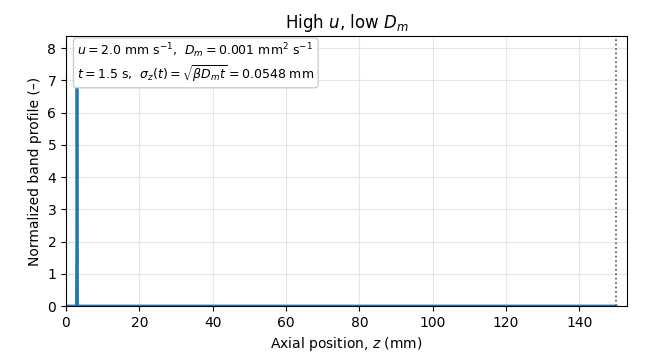 High u, low Dₘ
u = 2.0 mm s⁻¹, Dₘ = 0.001 mm² s⁻¹
t = 1.5 s, σ_z(t) = √(βDₘt) = 0.0548 mm
Normalized band profile (–)
8
7
6
5
4
3
2
1
0
0 20 40 60 80 100 120 140
Axial position, z (mm)